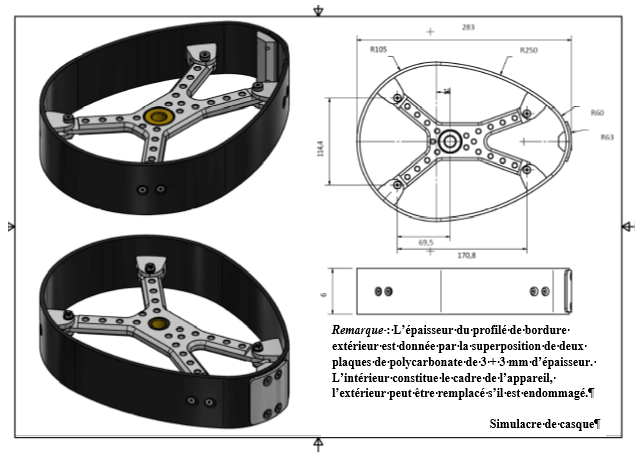 283
R105
R250
18
R60
R63
114,4
69,5
170,8
6
Remarque·:·L'épaisseur·du·profilé·de·bordure·
extérieur·est·donnée·par·la·superposition·de·deux·
plaques·de·polycarbonate·de·3·+·3·mm·d'épaisseur.·
L'intérieur·constitue·le·cadre·de·l'appareil,·
l'extérieur·peut·être·remplacé·s'il·est·endommagé.¶
Simulacre·de·casque¶